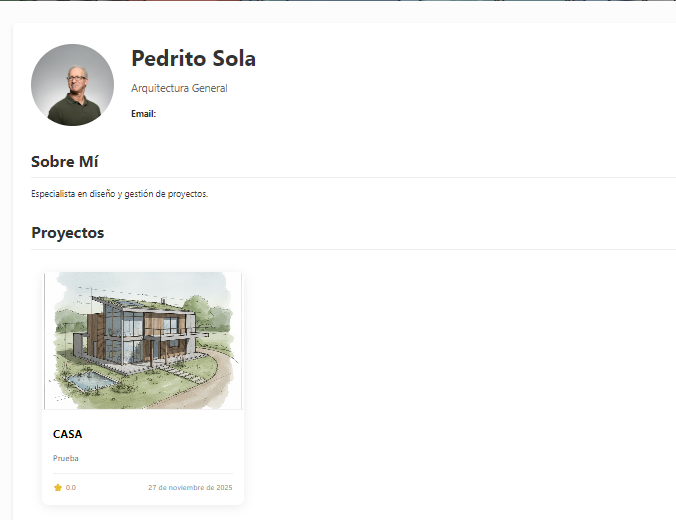 Pedrito Sola
Arquitectura General
Email:
Sobre Mí
Especialista en diseño y gestión de proyectos.
Proyectos
CASA
Prueba
0.0 27 de noviembre de 2025